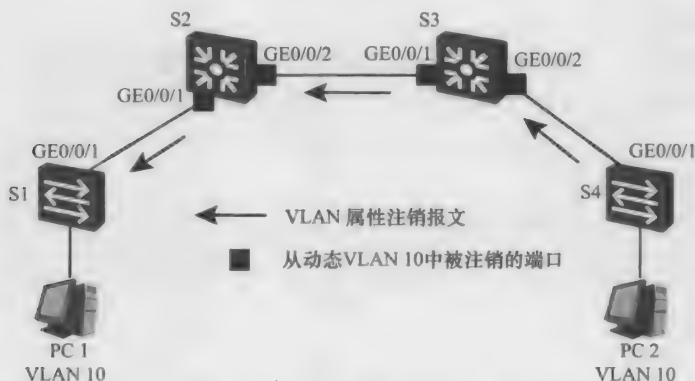 S2
S3
GE0/0/2
GE0/0/1
GE0/0/2
GE0/0/1
GE0/0/1
GE0/0/1
S1
S4
VLAN 属性注销报文
从动态VLAN 10中被注销的端口
PC 1
VLAN 10
PC 2
VLAN 10